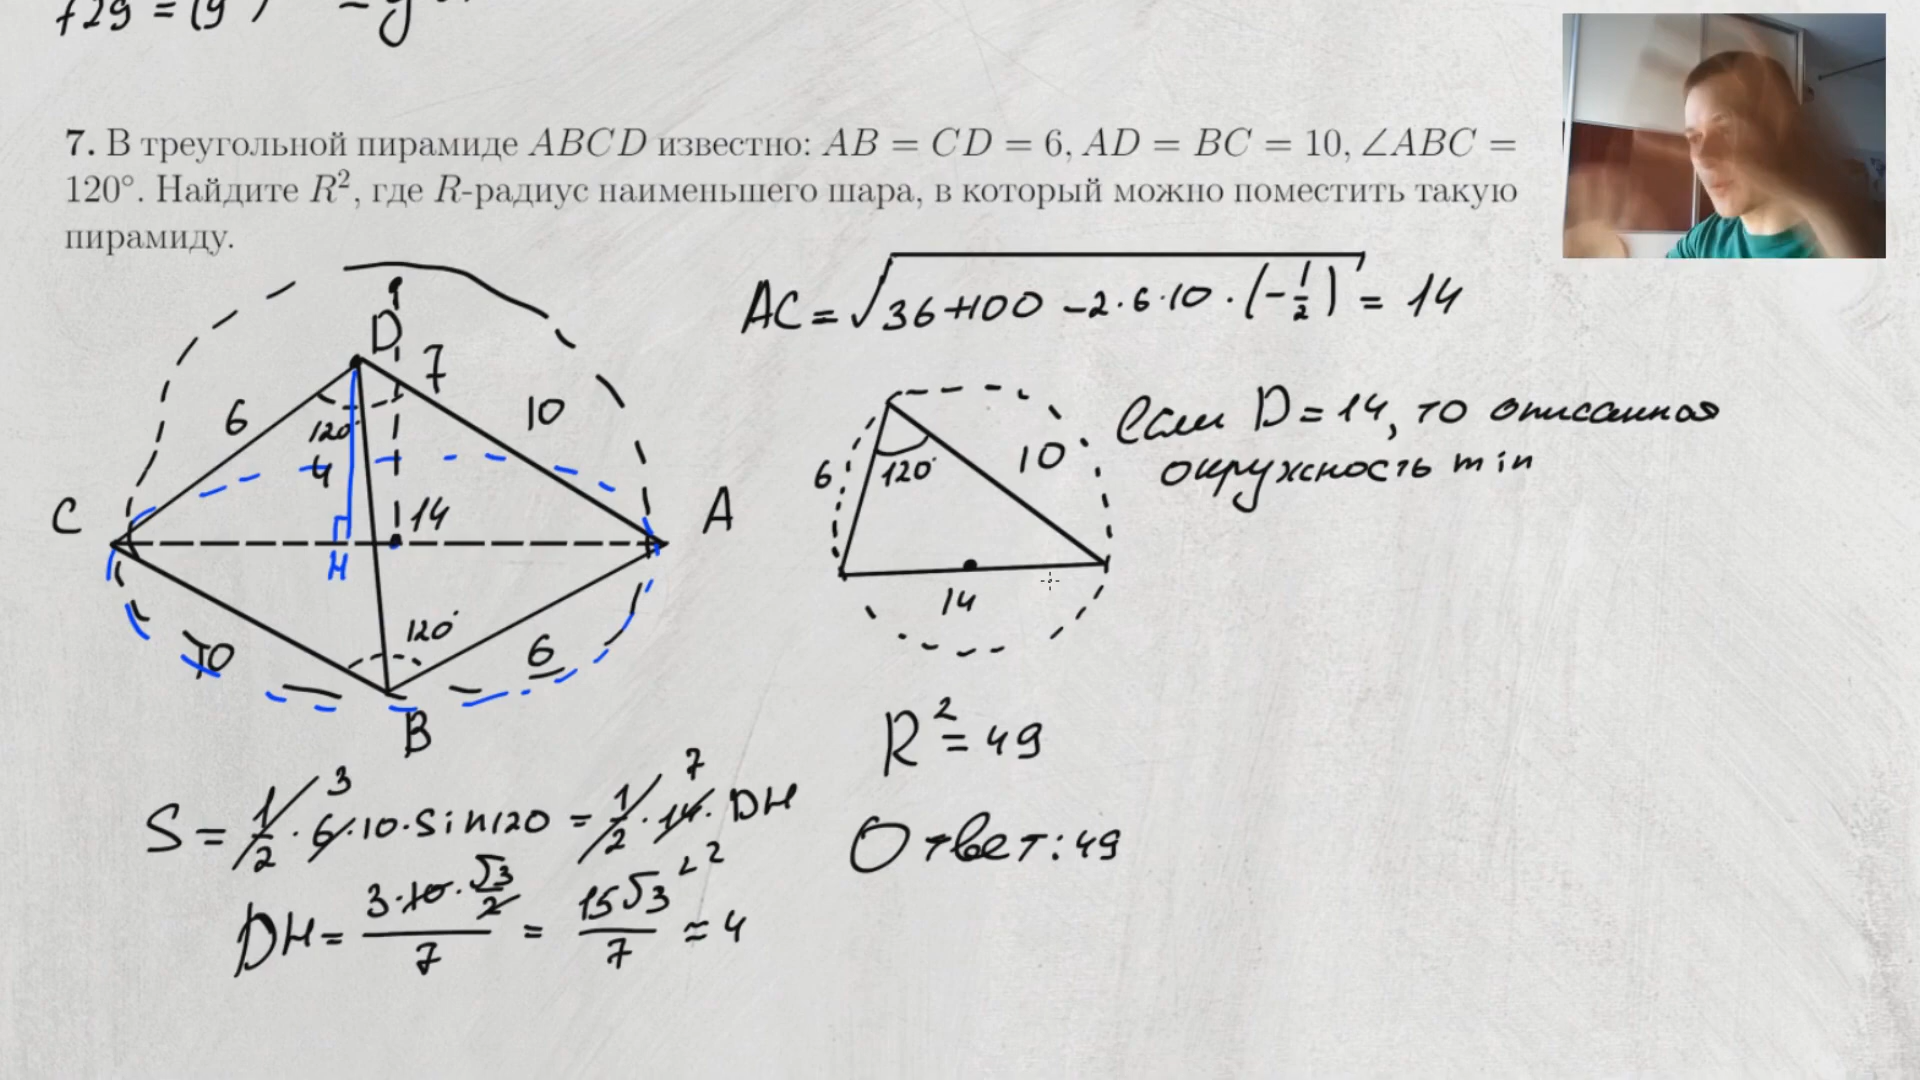 +2y = (y
7. В треугольной пирамиде ABCD известно: AB = CD = 6, AD = BC = 10, ∠ABC =
120°. Найдите R², где R-радиус наименьшего шара, в который можно поместить такую
пирамиду.
AC = √36+100 -2·6·10·(-1/2) = 14
D
7
6
10
120°
4
C
14
A
H
120°
10
6
B
6
120°
10
14
Если D = 14, то описанная
окружность min
R² = 49
Ответ: 49
S = 1/2 · 6 · 10 · Sin120 = 1/2 · 14 · DH
3
7
DH = 3·10·√3/2 / 7 = 15√3 / 7 ≈ 4